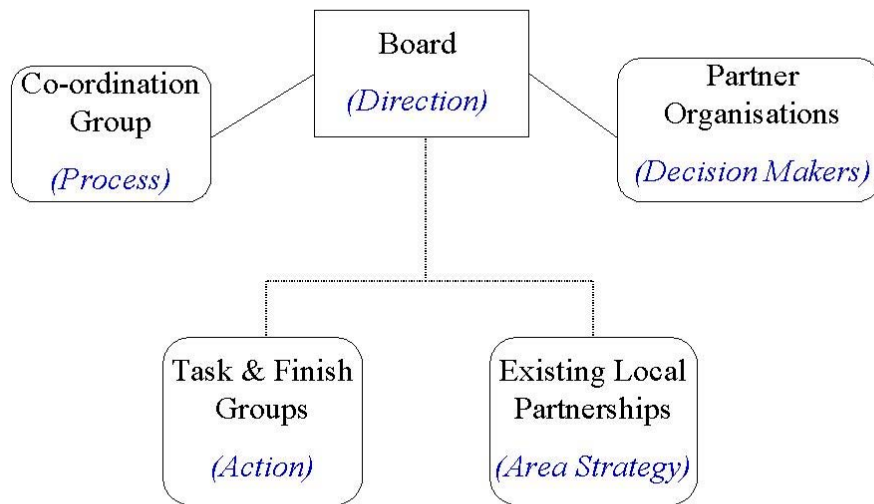 Board
(Direction)
Co-ordination
Group
(Process)
Partner
Organisations
(Decision Makers)
Task & Finish
Groups
(Action)
Existing Local
Partnerships
(Area Strategy)